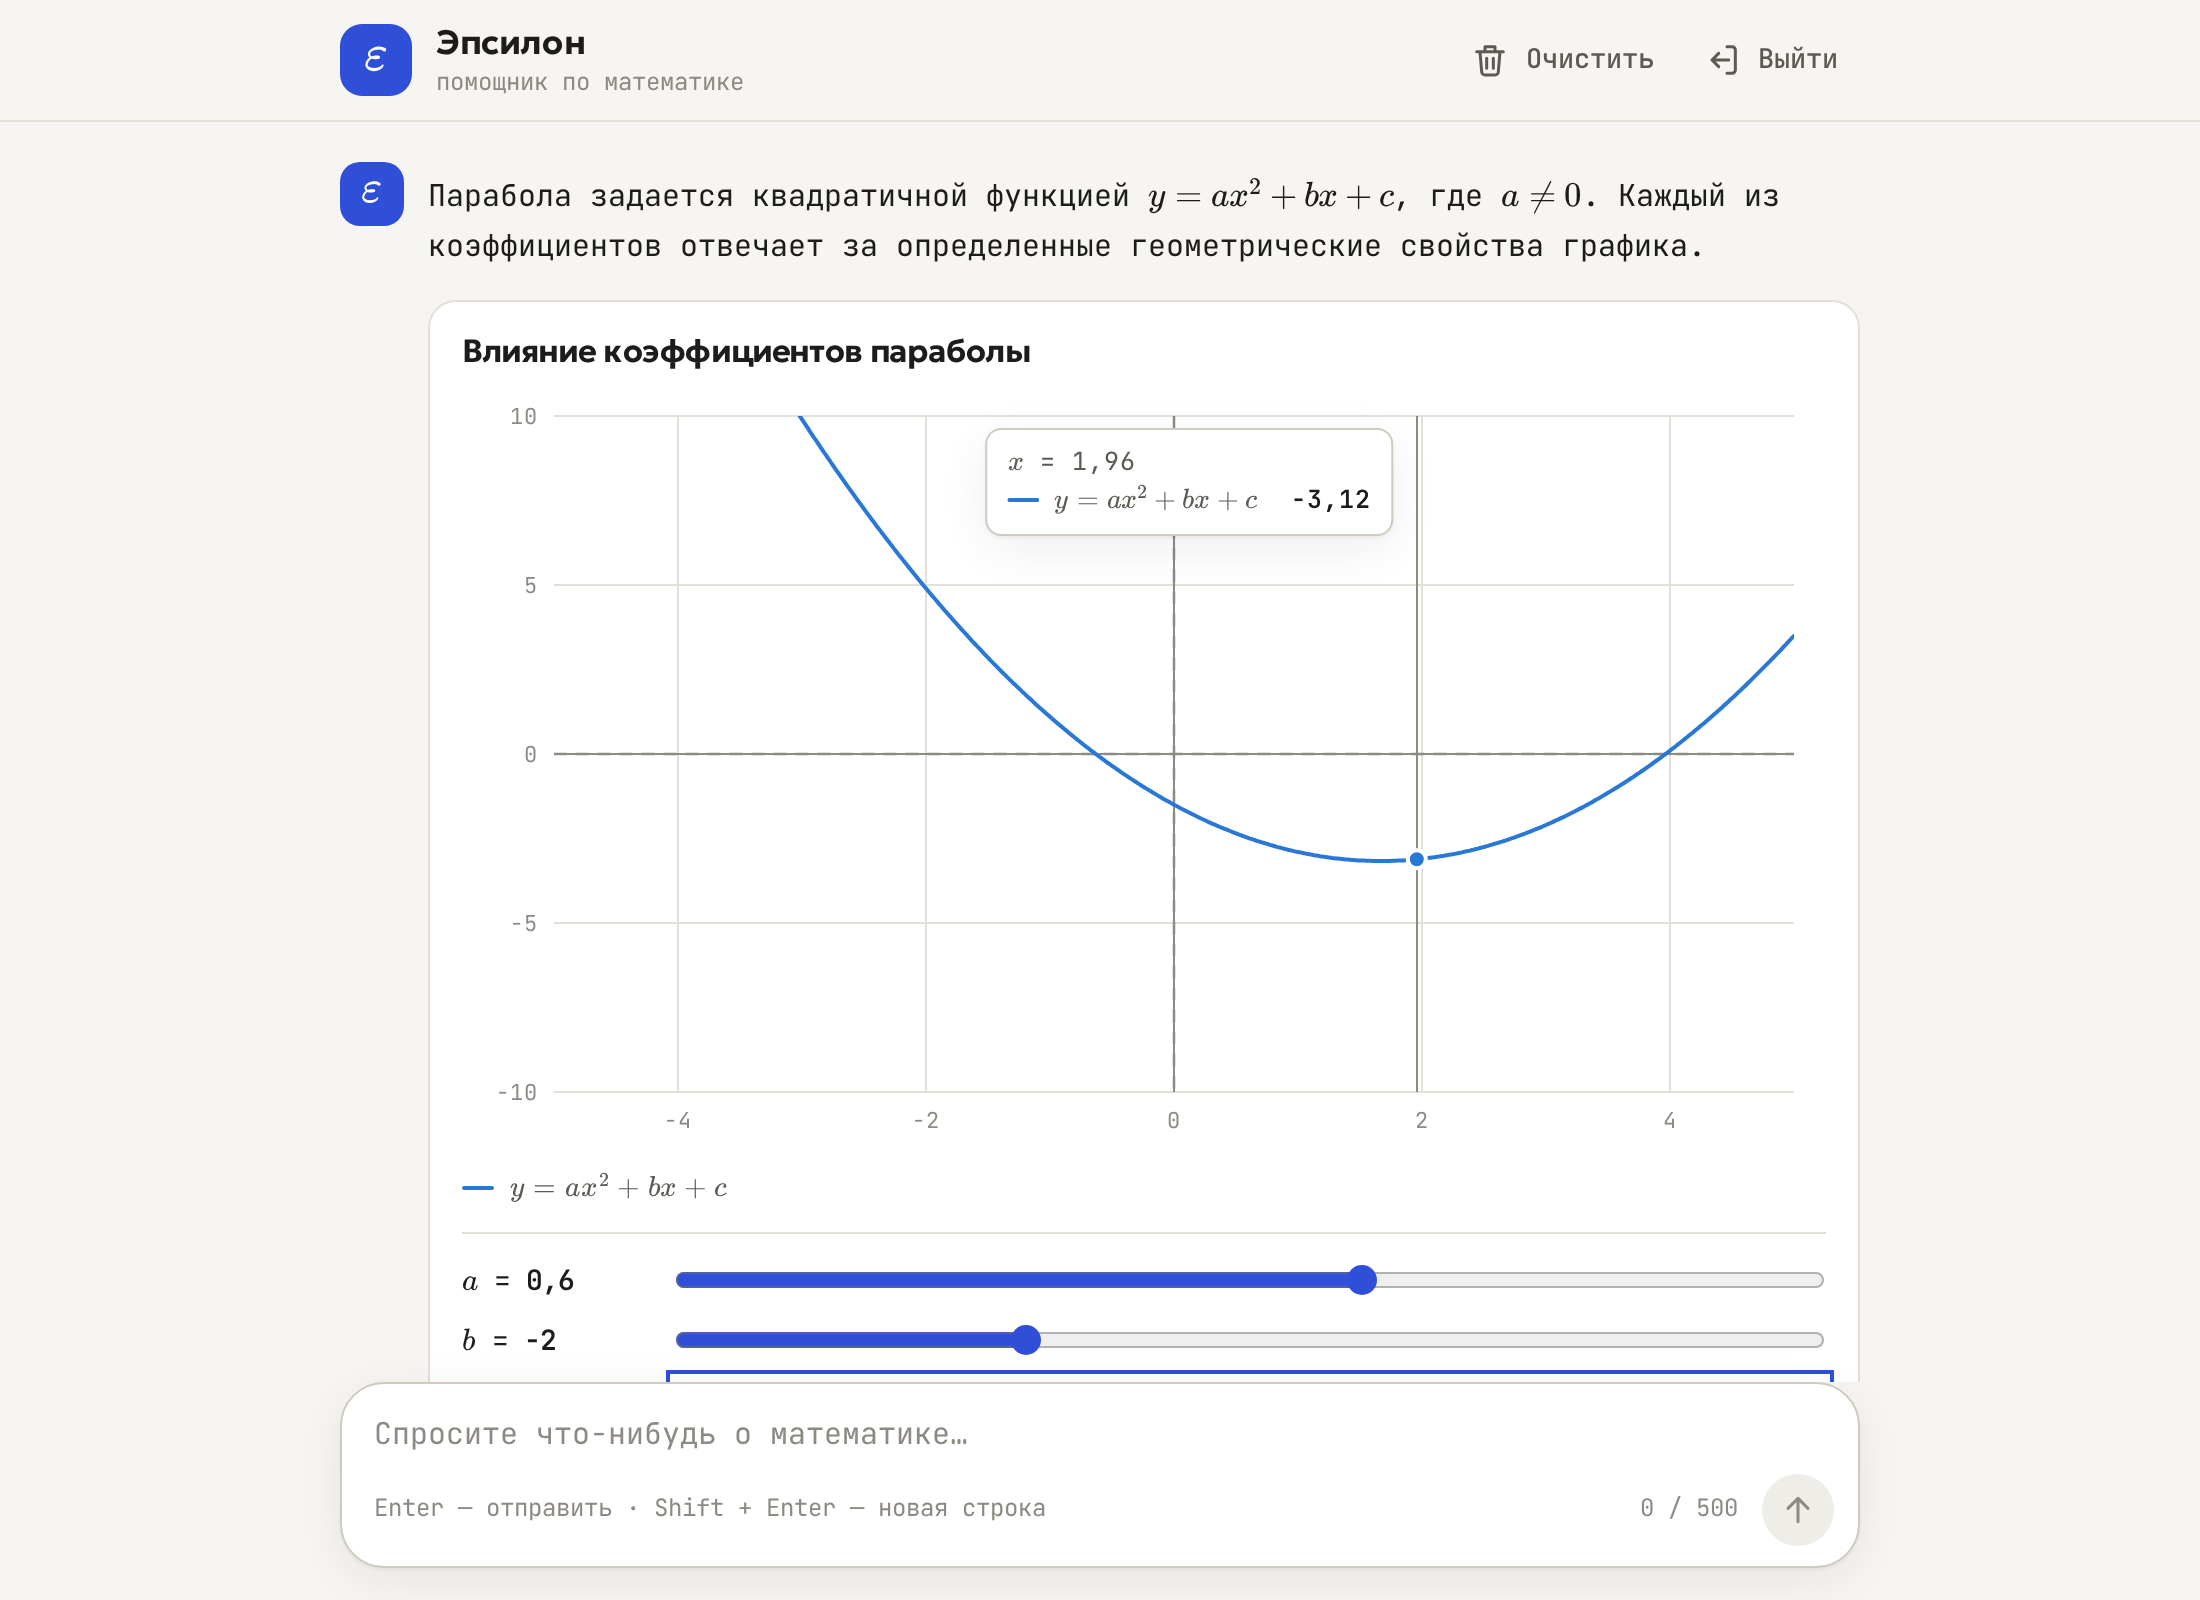 ε
Эпсилон
помощник по математике
Очистить
Выйти
ε
Парабола задается квадратичной функцией y = ax² + bx + c, где a ≠ 0. Каждый из
коэффициентов отвечает за определенные геометрические свойства графика.
Влияние коэффициентов параболы
10
5
0
-5
-10
x = 1,96
y = ax² + bx + c -3,12
-4 -2 0 2 4
y = ax² + bx + c
a = 0,6
b = -2
Спросите что-нибудь о математике…
Enter — отправить · Shift + Enter — новая строка
0 / 500